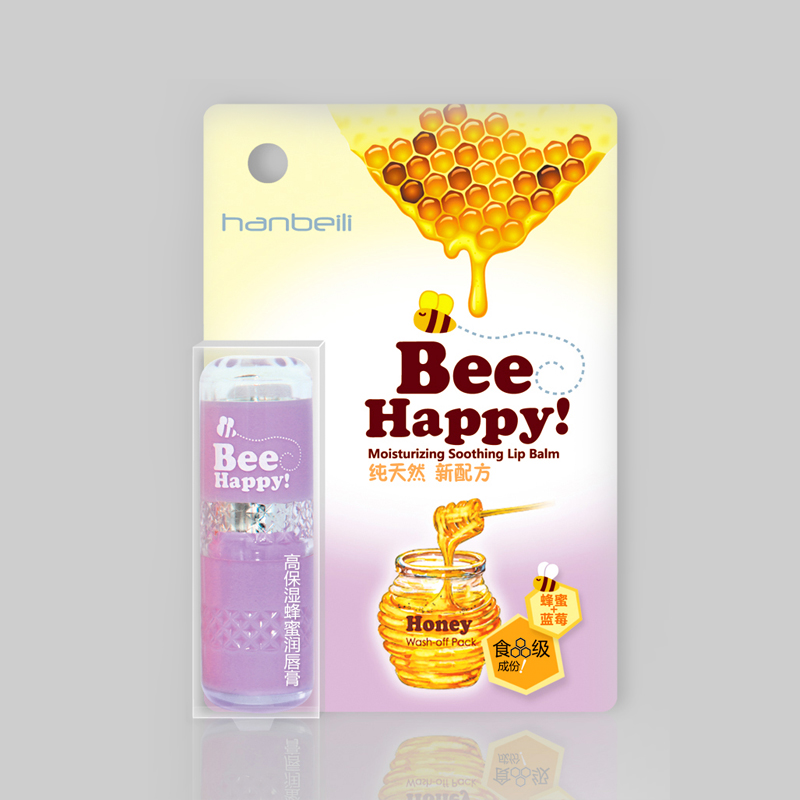 hanbeili
Bee
Happy!
Moisturizing Soothing Lip Balm
纯天然 新配方
Bee
Happy!
高保湿蜂蜜润唇膏
Honey
Wash-off Pack
蜂蜜
+
蓝莓
食品级
成份!